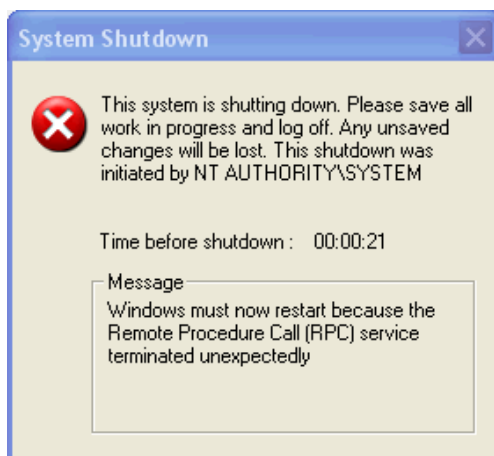 System Shutdown
This system is shutting down. Please save all
work in progress and log off. Any unsaved
changes will be lost. This shutdown was
initiated by NT AUTHORITY\SYSTEM
Time before shutdown : 00:00:21
Message
Windows must now restart because the
Remote Procedure Call (RPC) service
terminated unexpectedly